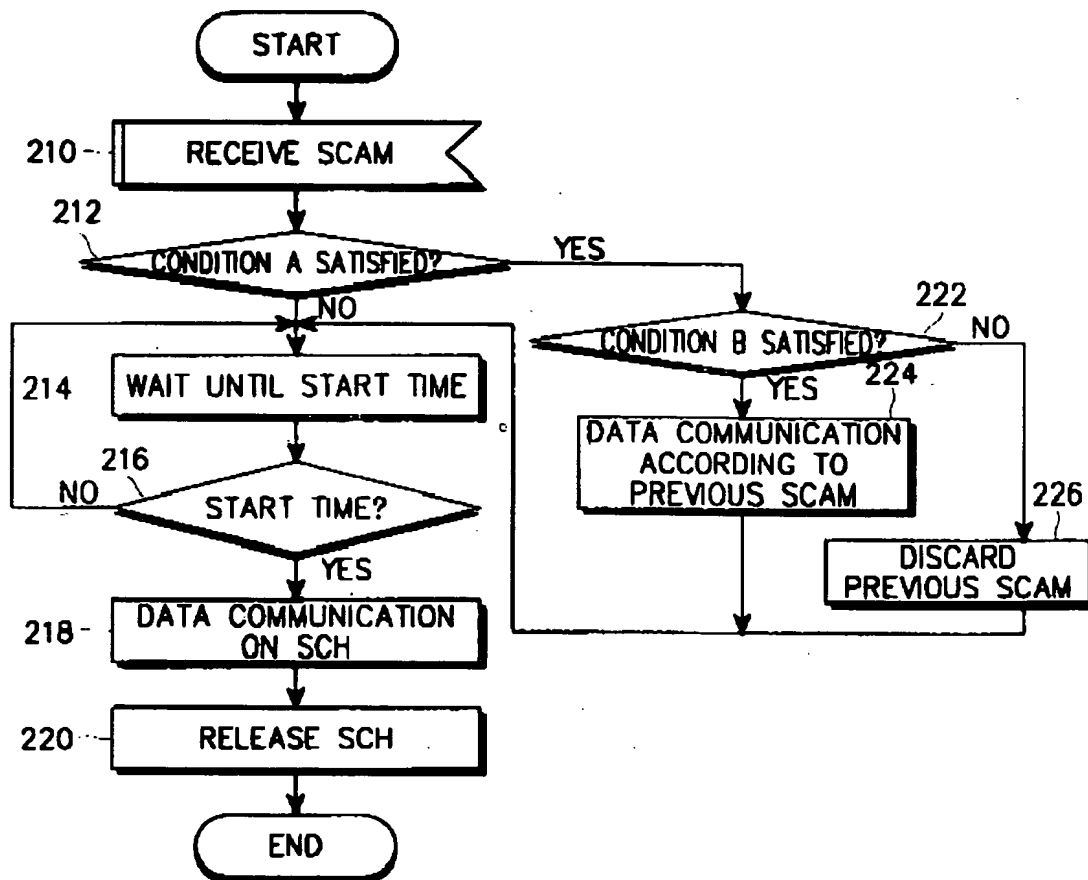 START
210
RECEIVE SCAM
212
CONDITION A SATISFIED?
YES
NO
222
CONDITION B SATISFIED?
NO
214
WAIT UNTIL START TIME
YES
224
DATA COMMUNICATION
ACCORDING TO
PREVIOUS SCAM
216
NO
START TIME?
226
YES
DISCARD
PREVIOUS SCAM
218
DATA COMMUNICATION
ON SCH
220
RELEASE SCH
END